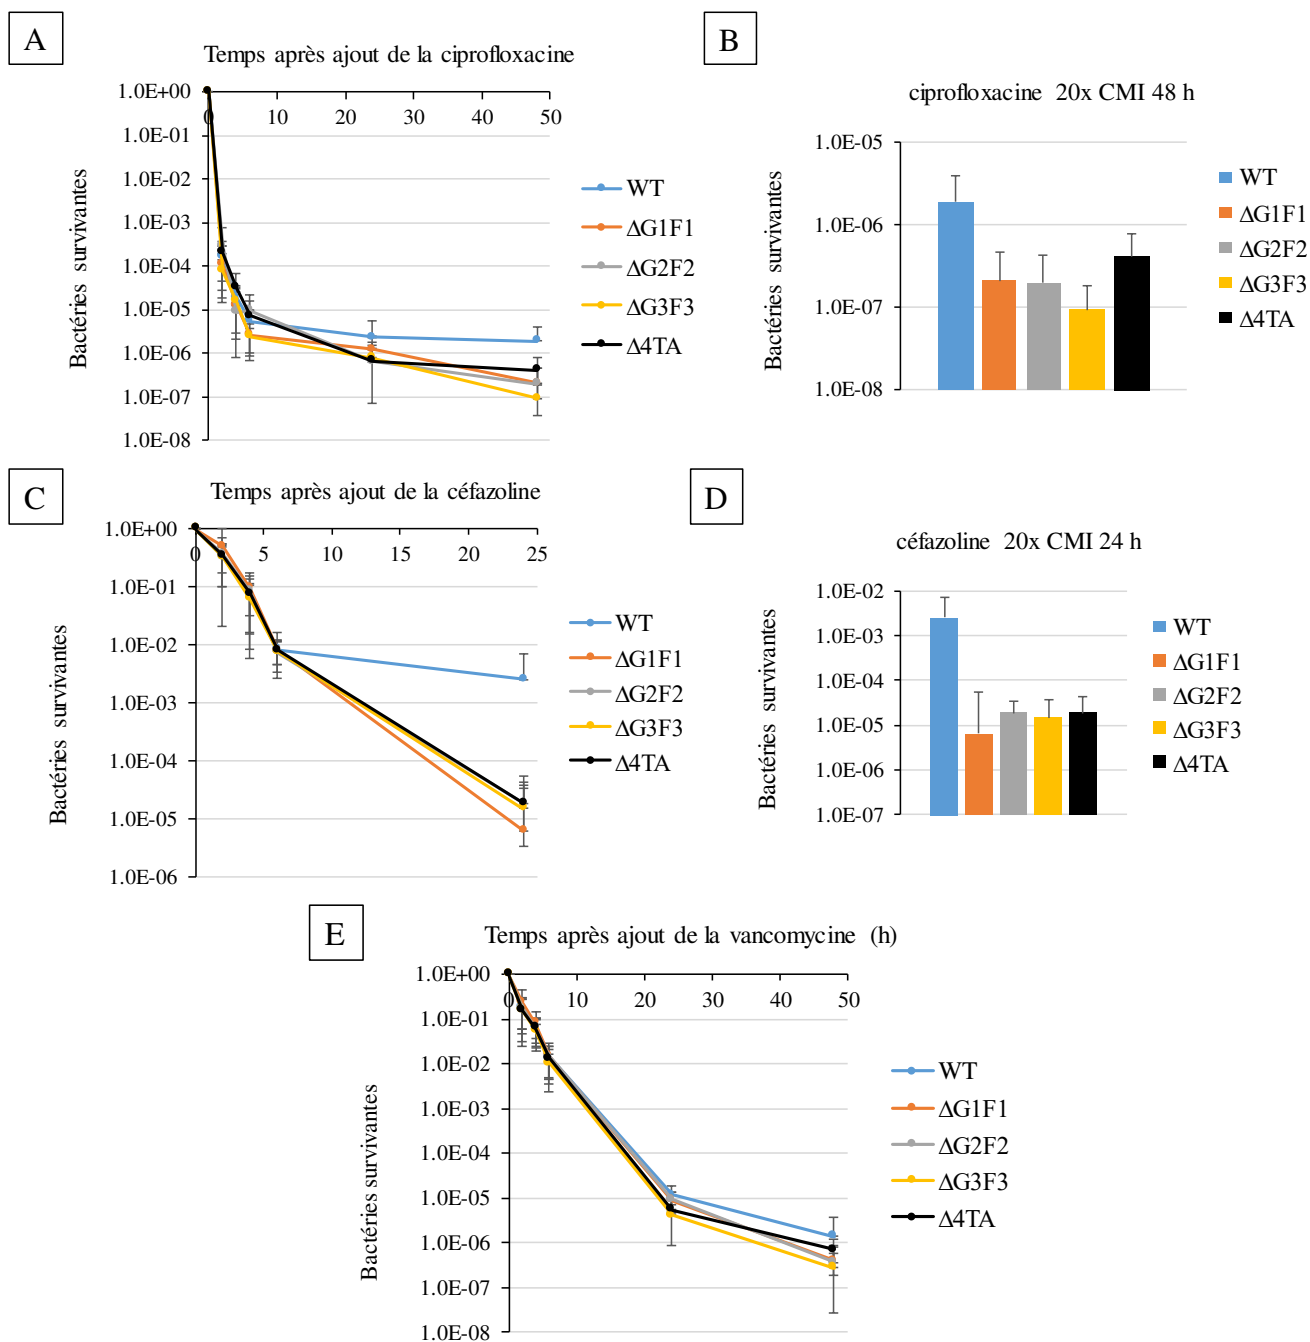 A
Temps après ajout de la ciprofloxacine
1.0E+00
1.0E-01
1.0E-02
1.0E-03
1.0E-04
1.0E-05
1.0E-06
1.0E-07
1.0E-08
0 10 20 30 40 50
Bactéries survivantes
WT
ΔG1F1
ΔG2F2
ΔG3F3
Δ4TA
B
ciprofloxacine 20x CMI 48 h
1.0E-05
1.0E-06
1.0E-07
1.0E-08
Bactéries survivantes
WT
ΔG1F1
ΔG2F2
ΔG3F3
Δ4TA
C
Temps après ajout de la céfazoline
1.0E+00
1.0E-01
1.0E-02
1.0E-03
1.0E-04
1.0E-05
1.0E-06
0 5 10 15 20 25
Bactéries survivantes
WT
ΔG1F1
ΔG2F2
ΔG3F3
Δ4TA
D
céfazoline 20x CMI 24 h
1.0E-02
1.0E-03
1.0E-04
1.0E-05
1.0E-06
1.0E-07
Bactéries survivantes
WT
ΔG1F1
ΔG2F2
ΔG3F3
Δ4TA
E
Temps après ajout de la vancomycine (h)
1.0E+00
1.0E-01
1.0E-02
1.0E-03
1.0E-04
1.0E-05
1.0E-06
1.0E-07
1.0E-08
0 10 20 30 40 50
Bactéries survivantes
WT
ΔG1F1
ΔG2F2
ΔG3F3
Δ4TA